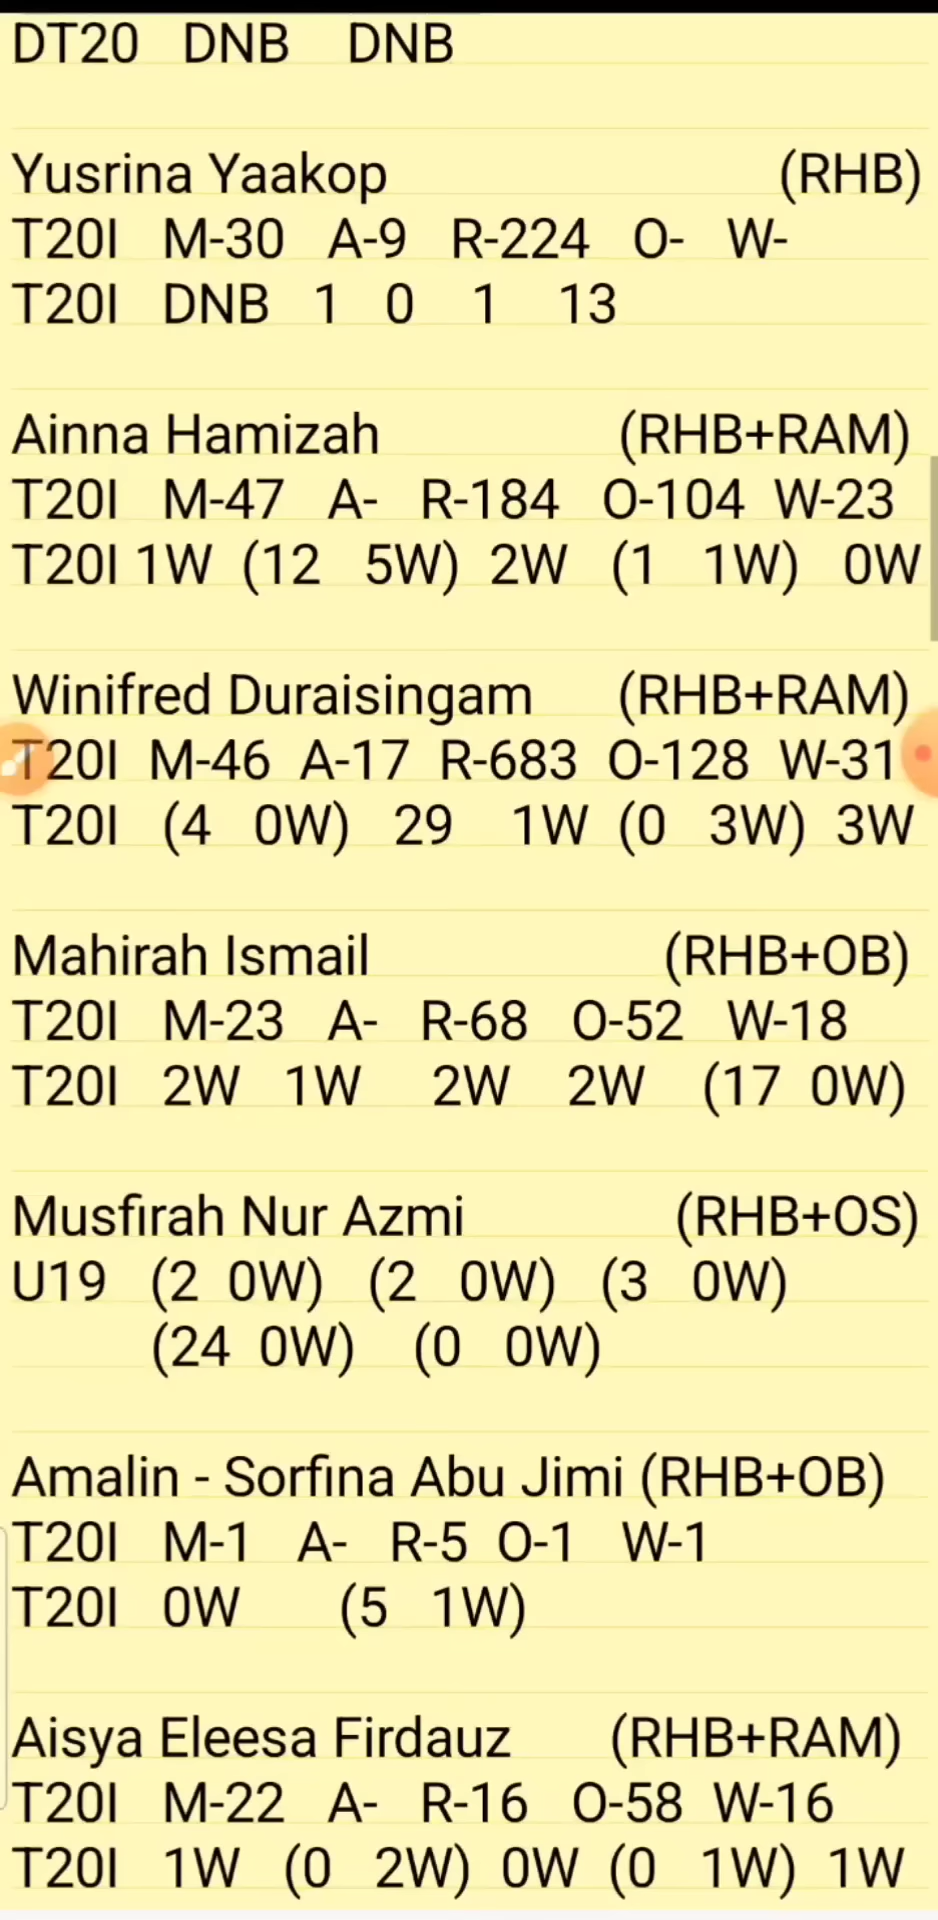 DT20 DNB DNB
Yusrina Yaakop (RHB)
T20I M-30 A-9 R-224 O- W-
T20I DNB 1 0 1 13
Ainna Hamizah (RHB+RAM)
T20I M-47 A- R-184 O-104 W-23
T20I 1W (12 5W) 2W (1 1W) 0W
Winifred Duraisingam (RHB+RAM)
T20I M-46 A-17 R-683 O-128 W-31
T20I (4 0W) 29 1W (0 3W) 3W
Mahirah Ismail (RHB+OB)
T20I M-23 A- R-68 O-52 W-18
T20I 2W 1W 2W 2W (17 0W)
Musfirah Nur Azmi (RHB+OS)
U19 (2 0W) (2 0W) (3 0W)
(24 0W) (0 0W)
Amalin - Sorfina Abu Jimi (RHB+OB)
T20I M-1 A- R-5 O-1 W-1
T20I 0W (5 1W)
Aisya Eleesa Firdauz (RHB+RAM)
T20I M-22 A- R-16 O-58 W-16
T20I 1W (0 2W) 0W (0 1W) 1W